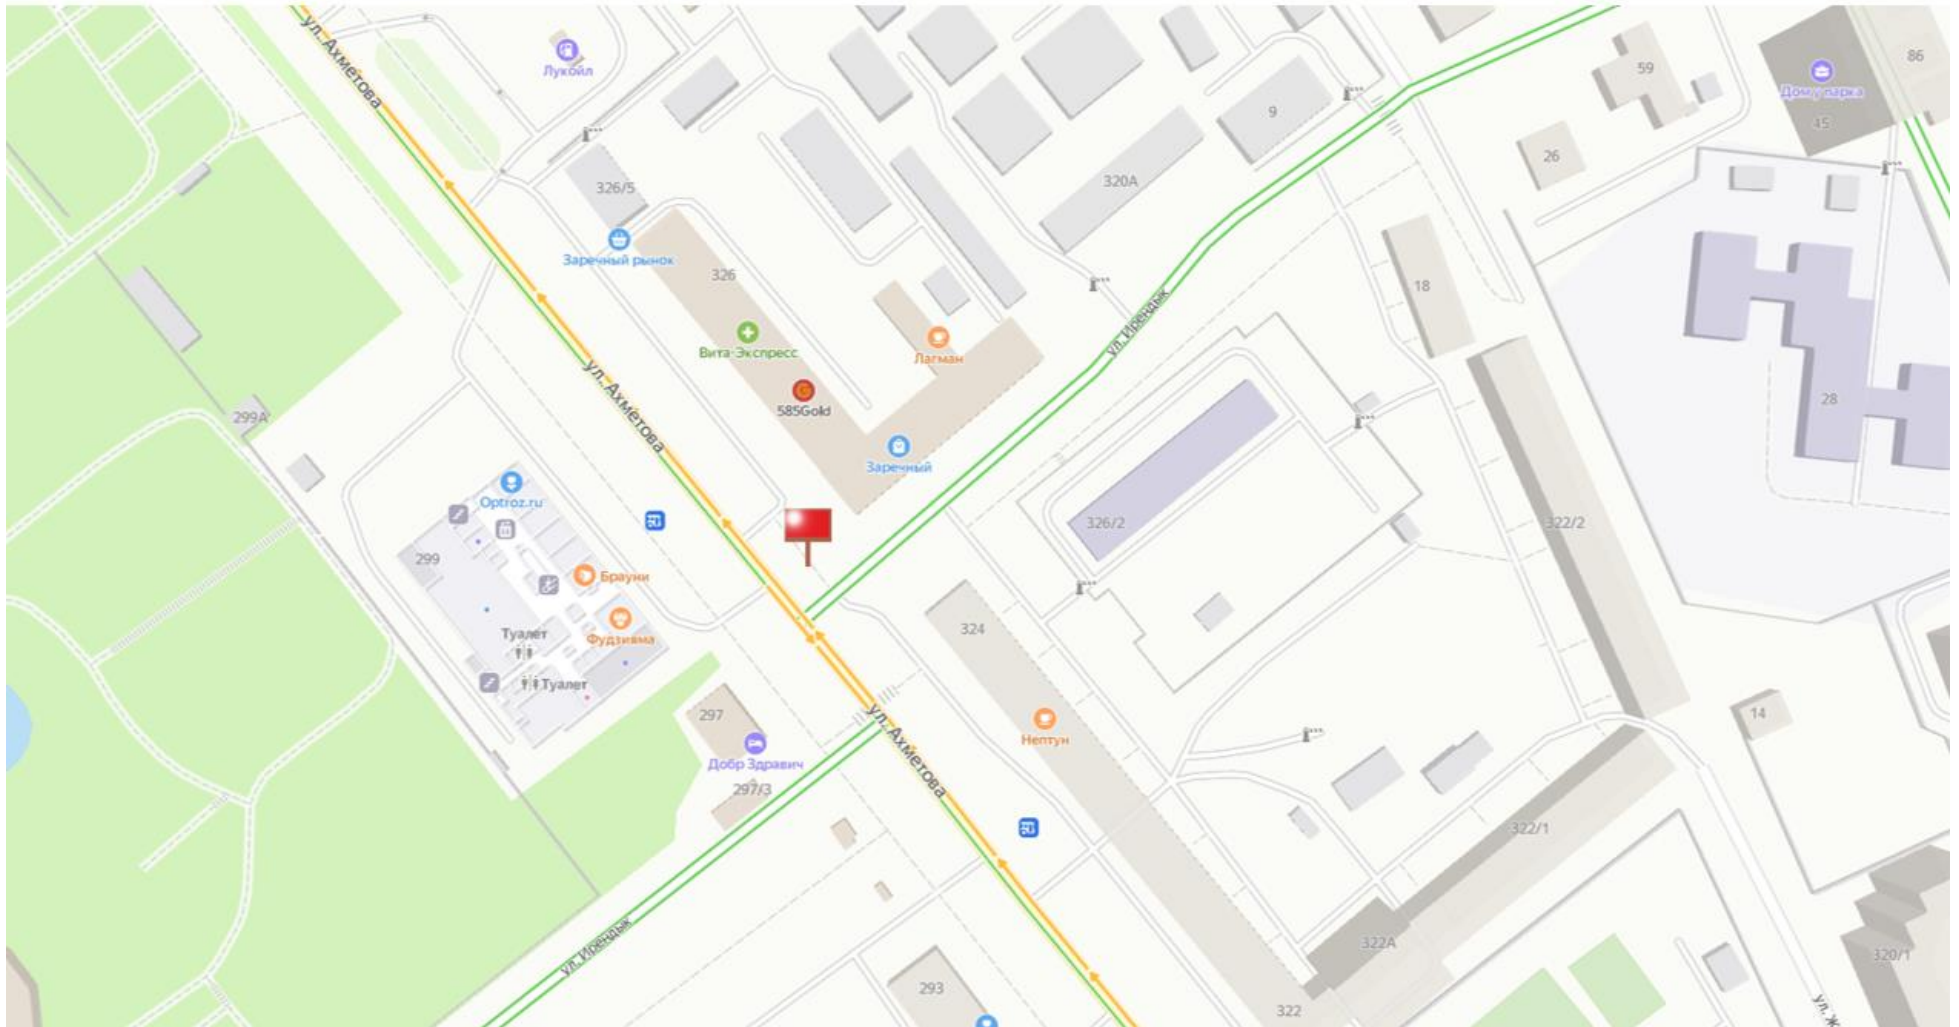 ул. Ахметова
Лукойл
59
86
Дом у парка
45
9
26
326/5
320А
Заречный рынок
326
18
ул. Ирендык
Вита Экспресс
Лагман
585Gold
28
ул. Ахметова
299А
Заречный
Optroz.ru
326/2
322/2
299
Брауни
Фудзияма
324
Туалет
Туалет
297
ул. Ахметова
Нептун
14
Добр Здравич
297/3
322/1
ул. Ирендык
322А
320/1
293
322